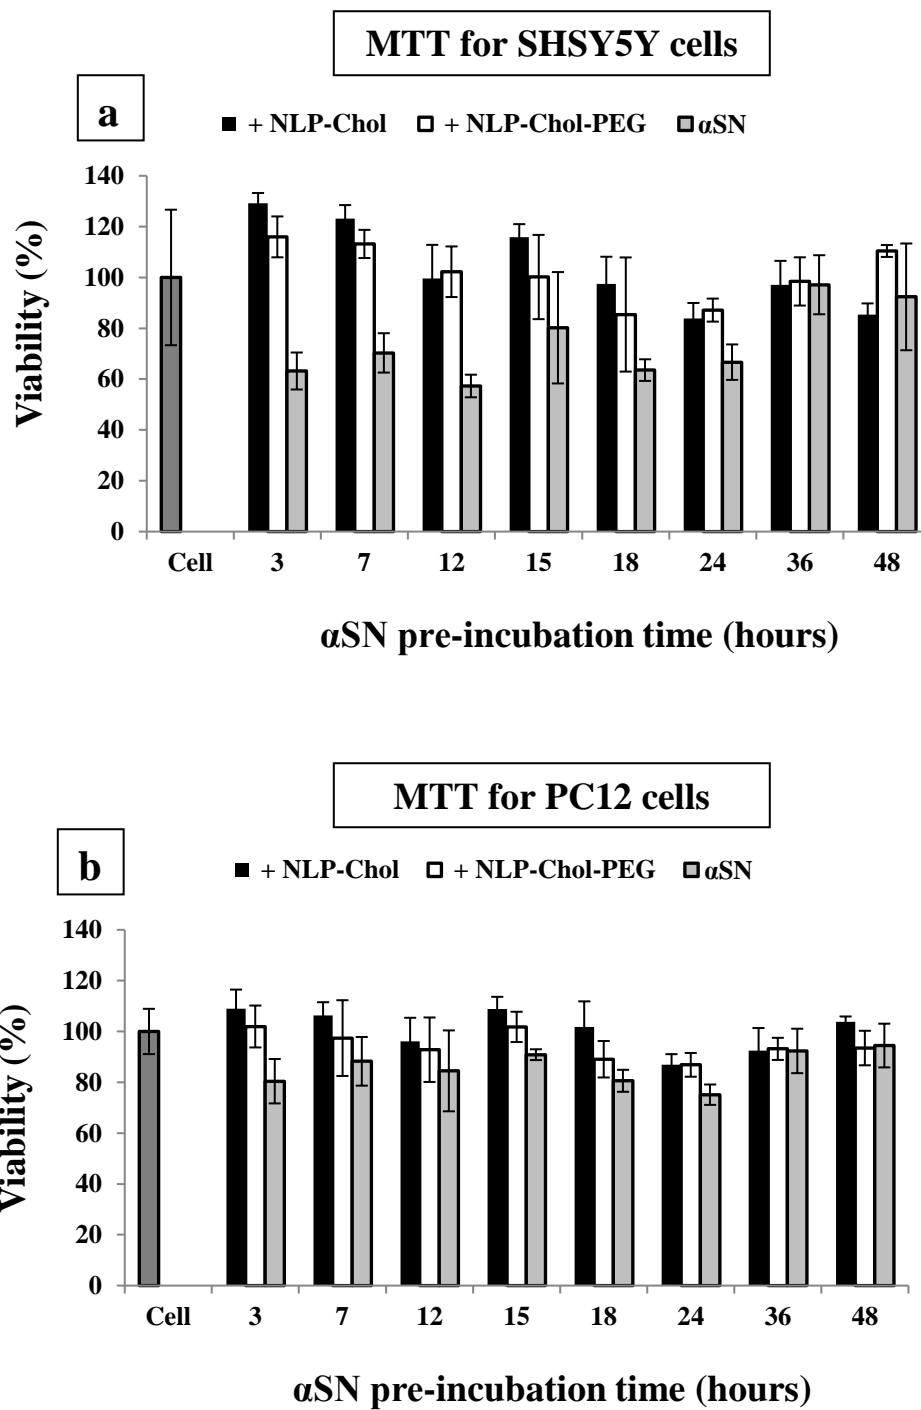 MTT for SHSY5Y cells
a
+ NLP-Chol + NLP-Chol-PEG αSN
140
120
100
80
60
40
20
0
Viability (%)
Cell 3 7 12 15 18 24 36 48
αSN pre-incubation time (hours)
MTT for PC12 cells
b
+ NLP-Chol + NLP-Chol-PEG αSN
140
120
100
80
60
40
20
0
Viability (%)
Cell 3 7 12 15 18 24 36 48
αSN pre-incubation time (hours)